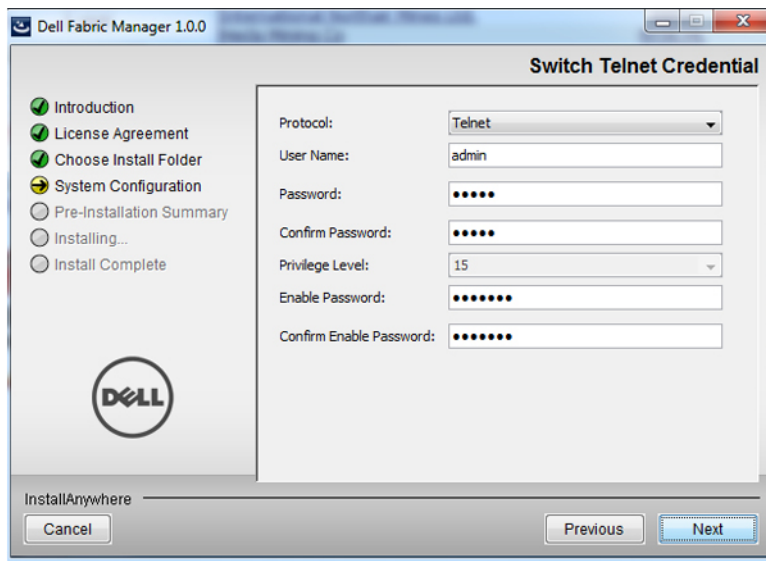 Dell Fabric Manager 1.0.0
Switch Telnet Credential
Introduction
License Agreement
Choose Install Folder
System Configuration
Pre-Installation Summary
Installing...
Install Complete
DELL
Protocol: Telnet
User Name: admin
Password: •••••
Confirm Password: •••••
Privilege Level: 15
Enable Password: •••••••
Confirm Enable Password: •••••••
InstallAnywhere
Cancel
Previous
Next